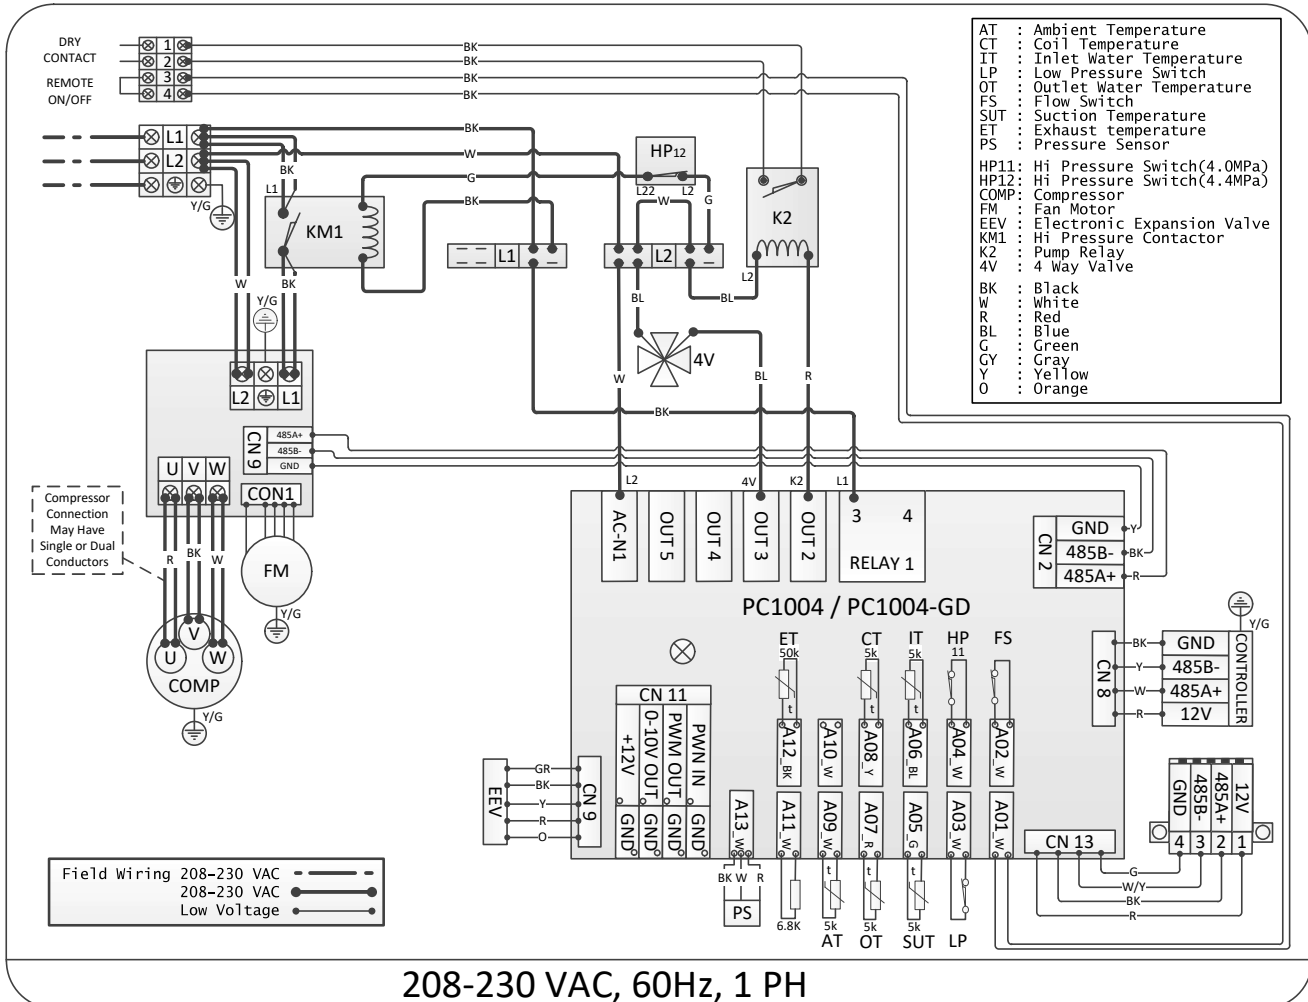 DRY
CONTACT
REMOTE
ON/OFF
1
2
3
4
BK
BK
BK
BK
L1
L2
Y/G
BK
W
G
BK
BK
L1
KM1
HP12
L22
L2
W
G
K2
L2
L1
L2
W
BK
Y/G
BL
BL
4V
W
BL
R
BK
L2
L1
CN 9
485A+
485B-
GND
U
V
W
CON1
Compressor
Connection
May Have
Single or Dual
Conductors
R
BK
W
FM
Y/G
V
U
W
COMP
Y/G
AT : Ambient Temperature
CT : Coil Temperature
IT : Inlet Water Temperature
LP : Low Pressure Switch
OT : Outlet Water Temperature
FS : Flow Switch
SUT : Suction Temperature
ET : Exhaust temperature
PS : Pressure Sensor
HP11: Hi Pressure Switch(4.0MPa)
HP12: Hi Pressure Switch(4.4MPa)
COMP: Compressor
FM : Fan Motor
EEV : Electronic Expansion Valve
KM1 : Hi Pressure Contactor
K2 : Pump Relay
4V : 4 Way Valve
BK : Black
W : White
R : Red
BL : Blue
G : Green
GY : Gray
Y : Yellow
O : Orange
L2
4V
K2
L1
AC-N1
OUT 5
OUT 4
OUT 3
OUT 2
3 4
RELAY 1
CN 2
GND
485B-
485A+
Y
BK
R
PC1004 / PC1004-GD
ET
50k
CT
5k
IT
5k
HP
11
FS
t
t
t
A12_BK
A10_W
A08_Y
A06_BL
A04_W
A02_W
CN 11
+12V
0-10V OUT
PWM OUT
PWN IN
GND
GND
GND
GND
A13_W
A11_W
A09_W
A07_R
A05_G
A03_W
A01_W
BK W R
PS
6.8K
t
5k
AT
t
5k
OT
t
5k
SUT
LP
EEV
GR
BK
Y
R
O
CN 9
CN 8
BK
Y
W
R
GND
485B-
485A+
12V
CONTROLLER
Y/G
CN 13
GND
485B-
485A+
12V
4
3
2
1
G
W/Y
BK
R
Field Wiring 208-230 VAC
208-230 VAC
Low Voltage
208-230 VAC, 60Hz, 1 PH